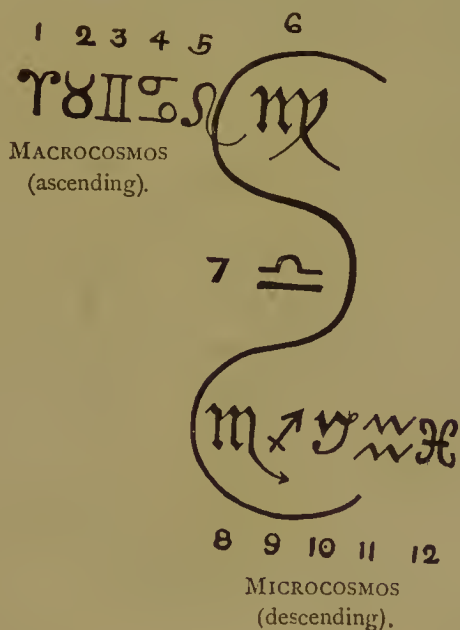 1 2 3 4 5 6
♈ ♉ ♊ ♋ ♌ ♍
MACROCOSMOS
(ascending).
7 ♎
♏ ♐ ♑ ♒ ♓
8 9 10 11 12
MICROCOSMOS
(descending).